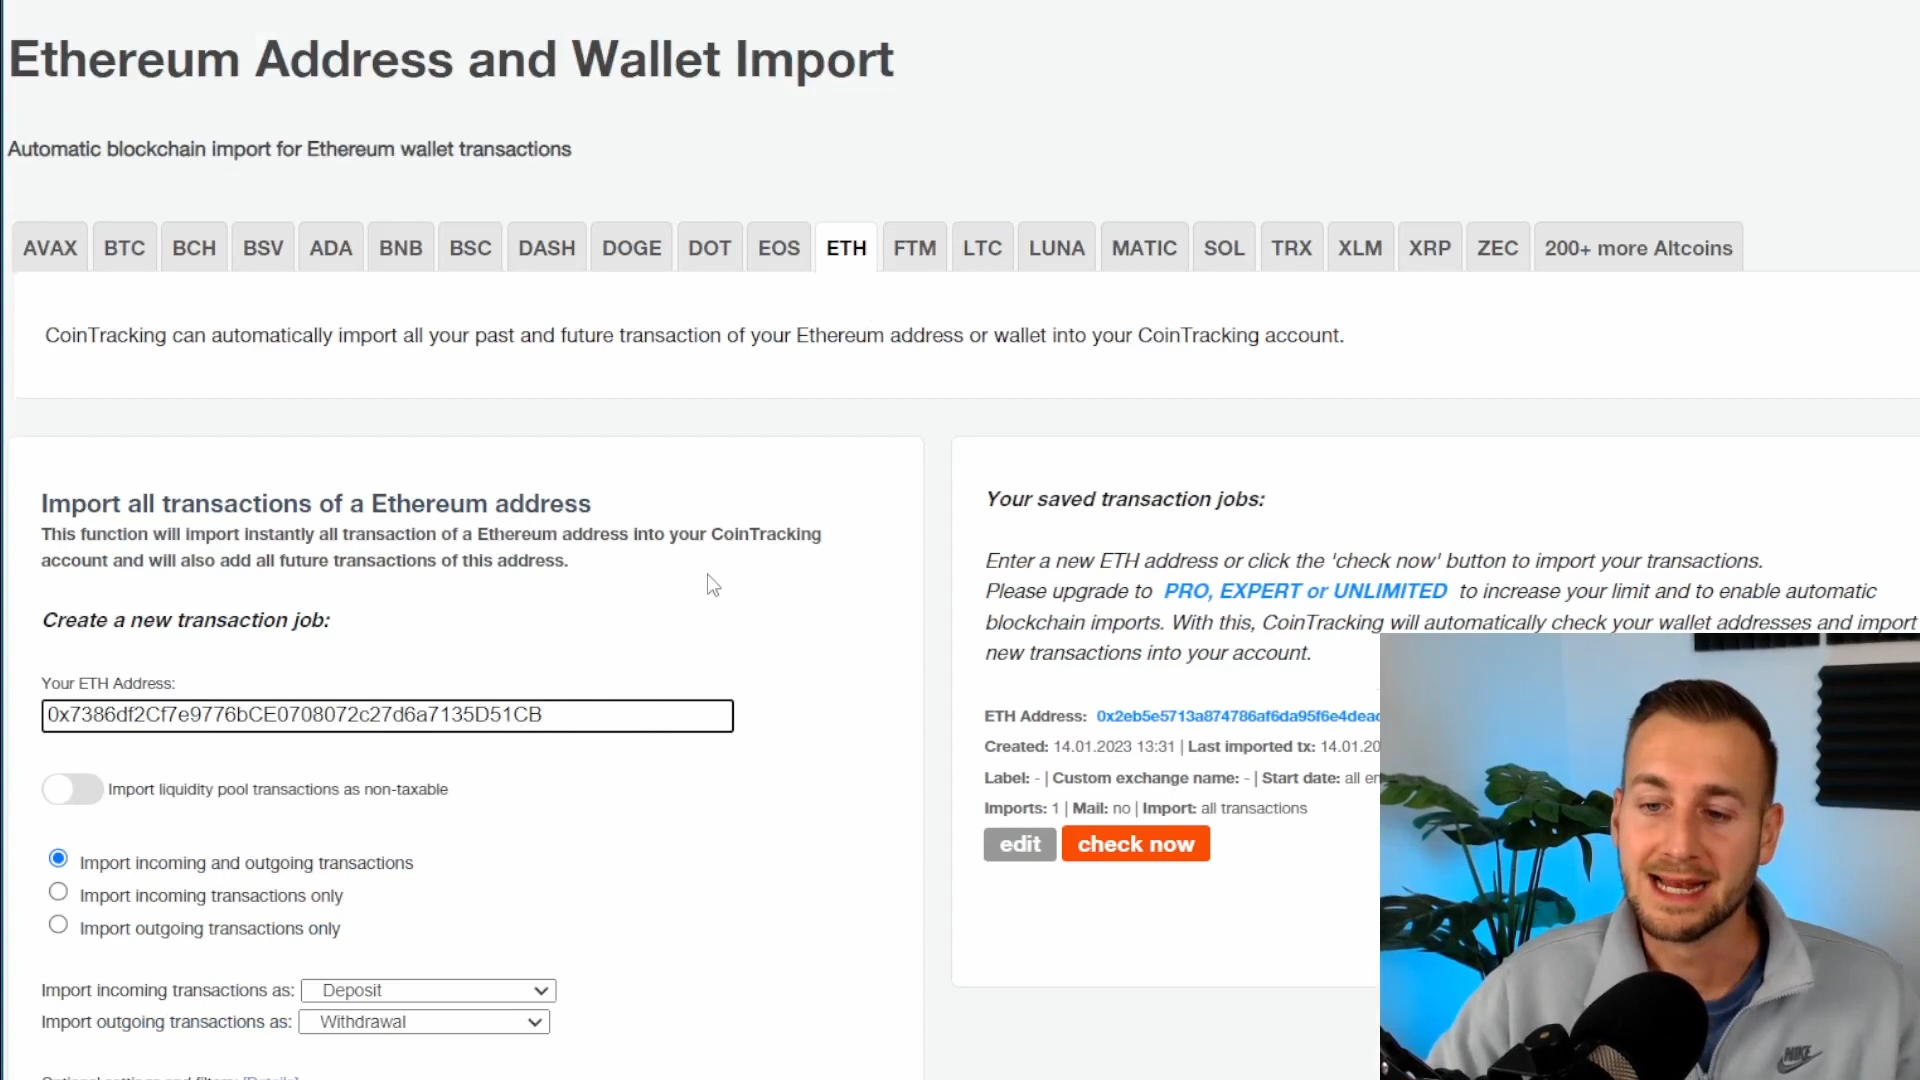 Ethereum Address and Wallet Import
Automatic blockchain import for Ethereum wallet transactions
AVAX BTC BCH BSV ADA BNB BSC DASH DOGE DOT EOS ETH FTM LTC LUNA MATIC SOL TRX XLM XRP ZEC 200+ more Altcoins
CoinTracking can automatically import all your past and future transaction of your Ethereum address or wallet into your CoinTracking account.
Import all transactions of a Ethereum address
This function will import instantly all transaction of a Ethereum address into your CoinTracking
account and will also add all future transactions of this address.
Create a new transaction job:
Your ETH Address:
0x7386df2Cf7e9776bCE0708072c27d6a7135D51CB
Import liquidity pool transactions as non-taxable
Import incoming and outgoing transactions
Import incoming transactions only
Import outgoing transactions only
Import incoming transactions as: Deposit
Import outgoing transactions as: Withdrawal
Your saved transaction jobs:
Enter a new ETH address or click the 'check now' button to import your transactions.
Please upgrade to PRO, EXPERT or UNLIMITED to increase your limit and to enable automatic
blockchain imports. With this, CoinTracking will automatically check your wallet addresses and import
new transactions into your account.
ETH Address: 0x2eb5e5713a874786af6da95f6e4deac
Created: 14.01.2023 13:31 | Last imported tx: 14.01.20
Label: - | Custom exchange name: - | Start date: all
Imports: 1 | Mail: no | Import: all transactions
edit check now
NIKE